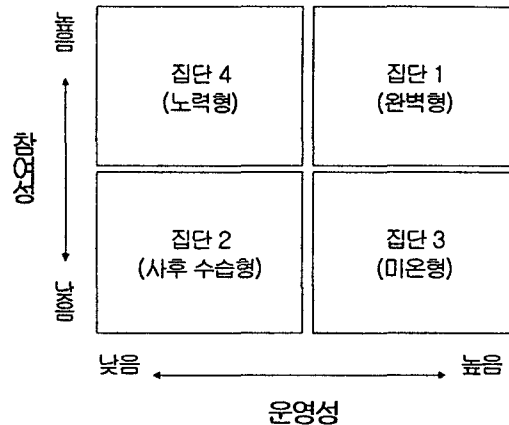 높음
집단 4
(노력형)
집단 1
(완벽형)
참여성
집단 2
(사후 수습형)
집단 3
(미온형)
낮음
낮음
높음
운영성